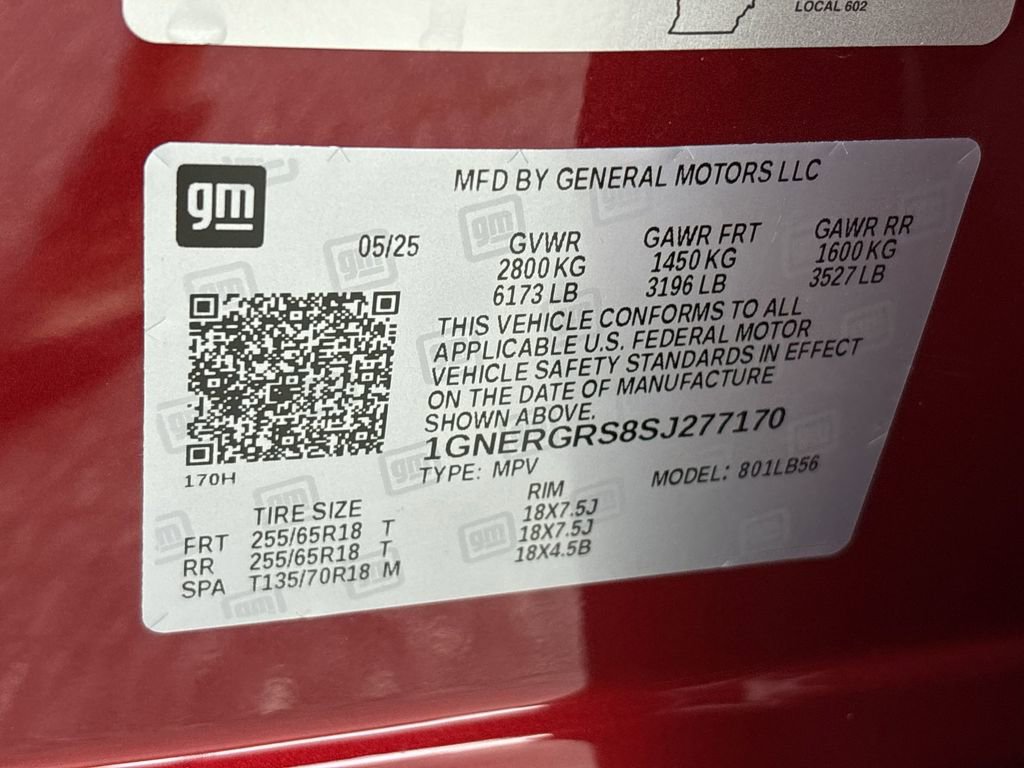 LOCAL 602
gm
MFD BY GENERAL MOTORS LLC
05/25
GVWR
2800 KG
6173 LB
GAWR FRT
1450 KG
3196 LB
GAWR RR
1600 KG
3527 LB
THIS VEHICLE CONFORMS TO ALL
APPLICABLE U.S. FEDERAL MOTOR
VEHICLE SAFETY STANDARDS IN EFFECT
ON THE DATE OF MANUFACTURE
SHOWN ABOVE.
1GNERGRS8SJ277170
170H
TYPE: MPV MODEL: 801LB56
TIRE SIZE RIM
FRT 255/65R18 T 18X7.5J
RR 255/65R18 T 18X7.5J
SPA T135/70R18 M 18X4.5B